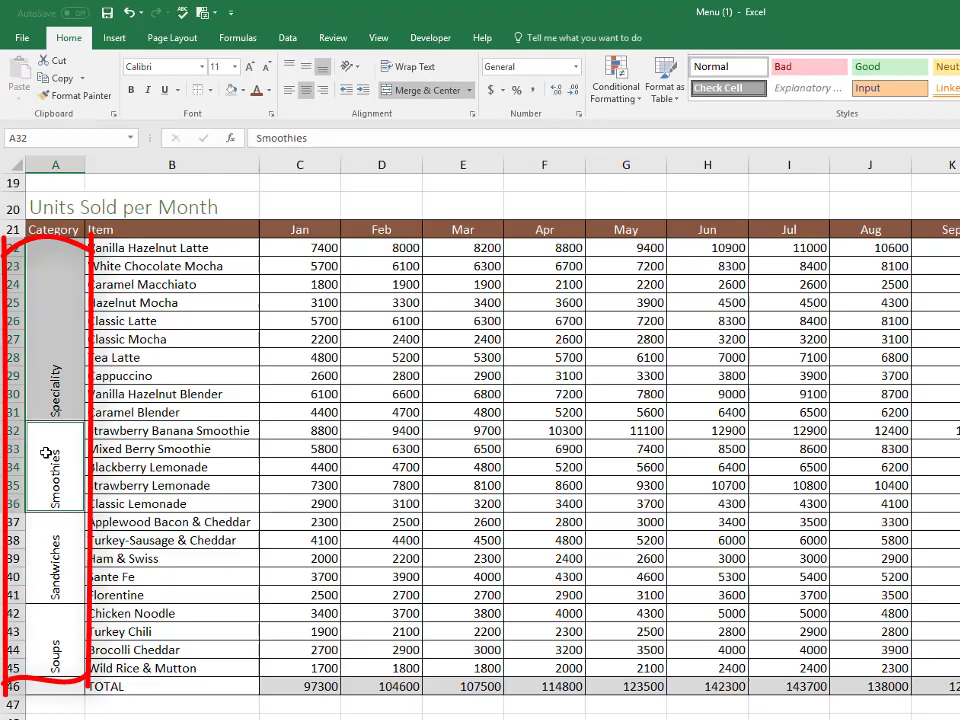 AutoSave Off Menu (1) - Excel
File Home Insert Page Layout Formulas Data Review View Developer Help Tell me what you want to do
Paste Cut Copy Format Painter Calibri 11 Wrap Text Merge & Center General Conditional Formatting Format as Table Normal Bad Good Neut Check Cell Explanatory ... Input Linke
Clipboard Font Alignment Number Styles
A32 fx Smoothies
A B C D E F G H I J K
19
20 Units Sold per Month
21 Category Item Jan Feb Mar Apr May Jun Jul Aug Sep
22 Vanilla Hazelnut Latte 7400 8000 8200 8800 9400 10900 11000 10600
23 White Chocolate Mocha 5700 6100 6300 6700 7200 8300 8400 8100
24 Caramel Macchiato 1800 1900 1900 2100 2200 2600 2600 2500
25 Hazelnut Mocha 3100 3300 3400 3600 3900 4500 4500 4300
26 Classic Latte 5700 6100 6300 6700 7200 8300 8400 8100
27 Classic Mocha 2200 2400 2400 2600 2800 3200 3200 3100
28 Tea Latte 4800 5200 5300 5700 6100 7000 7100 6800
29 Cappuccino 2600 2800 2900 3100 3300 3800 3900 3700
30 Vanilla Hazelnut Blender 6100 6600 6800 7200 7800 9000 9100 8700
31 Speciality Caramel Blender 4400 4700 4800 5200 5600 6400 6500 6200
32 Strawberry Banana Smoothie 8800 9400 9700 10300 11100 12900 12900 12400 1
33 Mixed Berry Smoothie 5800 6300 6500 6900 7400 8500 8600 8300
34 Blackberry Lemonade 4400 4700 4800 5200 5600 6400 6500 6200
35 Strawberry Lemonade 7300 7800 8100 8600 9300 10700 10800 10400
36 Smoothies Classic Lemonade 2900 3100 3200 3400 3700 4300 4300 4100
37 Applewood Bacon & Cheddar 2300 2500 2600 2800 3000 3400 3500 3300
38 Turkey-Sausage & Cheddar 4100 4400 4500 4800 5200 6000 6000 5800
39 Ham & Swiss 2000 2200 2300 2400 2600 3000 3000 2900
40 Sante Fe 3700 3900 4000 4300 4600 5300 5400 5200
41 Sandwiches Florentine 2500 2700 2700 2900 3100 3600 3700 3500
42 Chicken Noodle 3400 3700 3800 4000 4300 5000 5000 4800
43 Turkey Chili 1900 2100 2200 2300 2500 2800 2900 2800
44 Brocolli Cheddar 2700 2900 3000 3200 3500 4000 4000 3900
45 Soups Wild Rice & Mutton 1700 1800 1800 2000 2100 2400 2400 2300
46 TOTAL 97300 104600 107500 114800 123500 142300 143700 138000 12
47